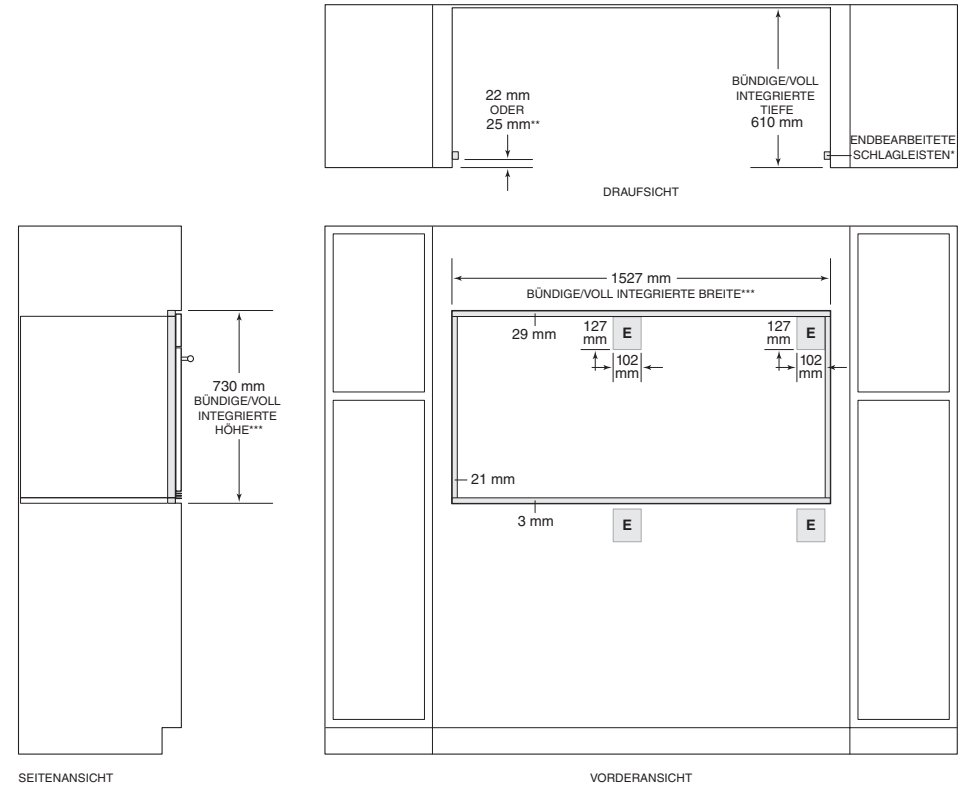 22 mm
ODER
25 mm**
BÜNDIGE/VOLL
INTEGRIERTE
TIEFE
610 mm
ENDBEARBEITETE
SCHLAGLEISTEN*
DRAUFSICHT
1527 mm
BÜNDIGE/VOLL INTEGRIERTE BREITE***
29 mm
127
mm
E
102
mm
127
mm
E
102
mm
730 mm
BÜNDIGE/VOLL
INTEGRIERTE
HÖHE***
21 mm
3 mm
E
E
SEITENANSICHT
VORDERANSICHT